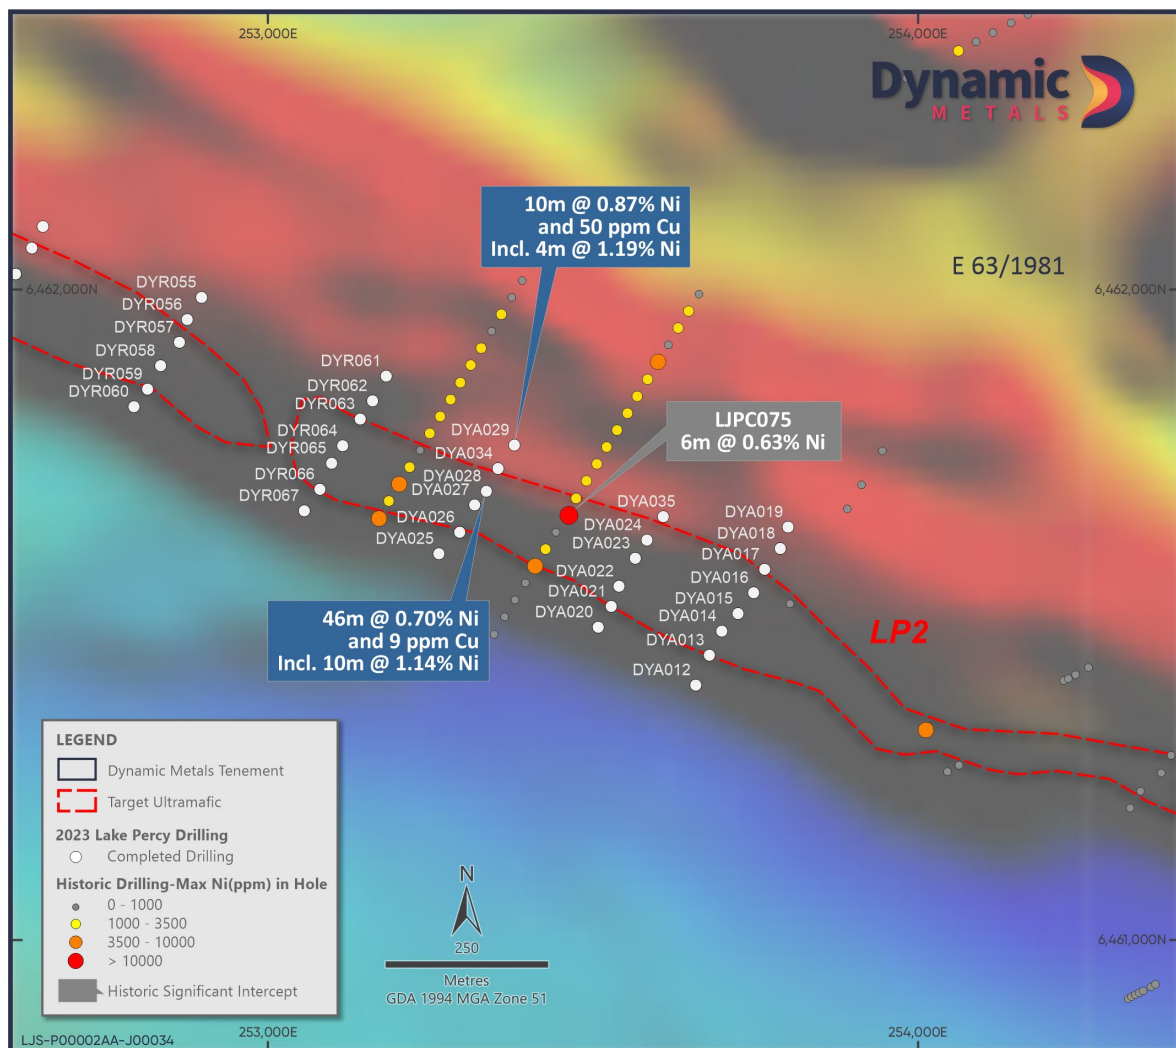 253,000E
254,000E
Dynamic
METALS
10m @ 0.87% Ni
and 50 ppm Cu
Incl. 4m @ 1.19% Ni
E 63/1981
6,462,000N
6,462,000N
DYR055
DYR056
DYR057
DYR058
DYR059
DYR060
DYR061
DYR062
DYR063
DYR064
DYR065
DYR066
DYR067
DYA029
DYA034
DYA028
DYA027
DYA026
DYA025
LJPC075
6m @ 0.63% Ni
DYA035
DYA024
DYA023
DYA022
DYA021
DYA020
DYA019
DYA018
DYA017
DYA016
DYA015
DYA014
DYA013
DYA012
46m @ 0.70% Ni
and 9 ppm Cu
Incl. 10m @ 1.14% Ni
LP2
LEGEND
Dynamic Metals Tenement
Target Ultramafic
2023 Lake Percy Drilling
Completed Drilling
Historic Drilling-Max Ni(ppm) in Hole
0 - 1000
1000 - 3500
3500 - 10000
> 10000
Historic Significant Intercept
N
250
Metres
GDA 1994 MGA Zone 51
6,461,000N
LJS-P00002AA-J00034
253,000E
254,000E